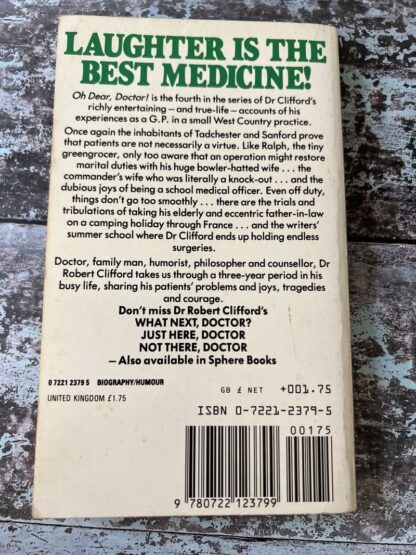 LAUGHTER IS THE
BEST MEDICINE!
Oh Dear, Doctor! is the fourth in the series of Dr Clifford's
richly entertaining – and true-life – accounts of his
experiences as a G.P. in a small West Country practice.
Once again the inhabitants of Tadchester and Sanford prove
that patients are not necessarily a virtue. Like Ralph, the tiny
greengrocer, only too aware that an operation might restore
marital duties with his huge bowler-hatted wife . . . the
commander's wife who was literally a knock-out . . . and the
dubious joys of being a school medical officer. Even off duty,
things don't go too smoothly . . . there are the trials and
tribulations of taking his elderly and eccentric father-in-law
on a camping holiday through France . . . and the writers'
summer school where Dr Clifford ends up holding endless
surgeries.
Doctor, family man, humorist, philosopher and counsellor, Dr
Robert Clifford takes us through a three-year period in his
busy life, sharing his patients' problems and joys, tragedies
and courage.
Don't miss Dr Robert Clifford's
WHAT NEXT, DOCTOR?
JUST HERE, DOCTOR
NOT THERE, DOCTOR
– Also available in Sphere Books
0 7221 2379 5 BIOGRAPHY/HUMOUR
UNITED KINGDOM £1.75
GB £ NET +001.75
ISBN 0-7221-2379-5
00175
9 780722 123799